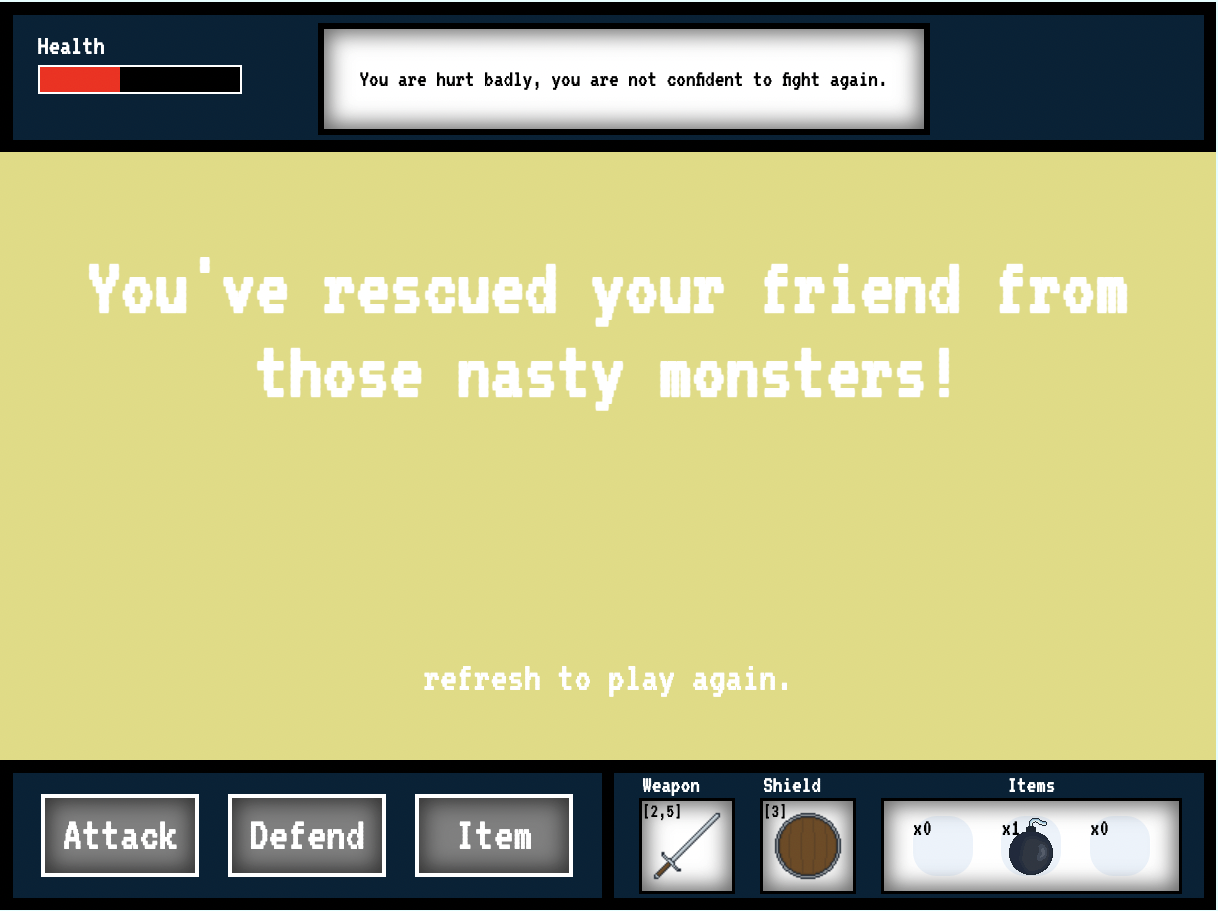 Health
You are hurt badly, you are not confident to fight again.
You've rescued your friend from
those nasty monsters!
refresh to play again.
Attack
Defend
Item
Weapon
[2,5]
Shield
[3]
Items
x0
x1
x0